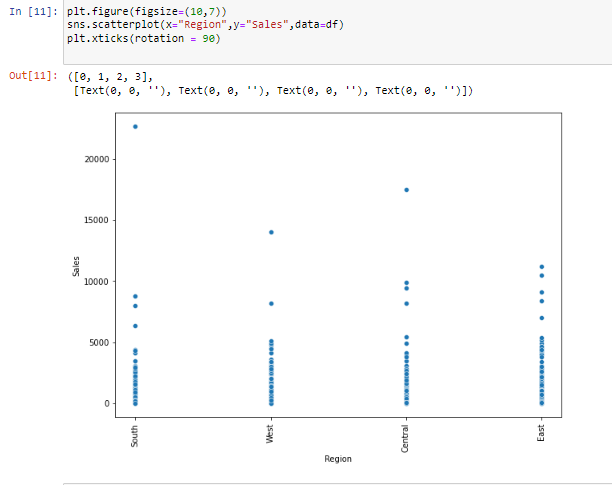 In [11]: plt.figure(figsize=(10,7))
sns.scatterplot(x="Region",y="Sales",data=df)
plt.xticks(rotation = 90)
Out[11]: ([0, 1, 2, 3],
[Text(0, 0, ''), Text(0, 0, ''), Text(0, 0, ''), Text(0, 0, '')])
20000
15000
10000
5000
0
Sales
South
West
Central
East
Region